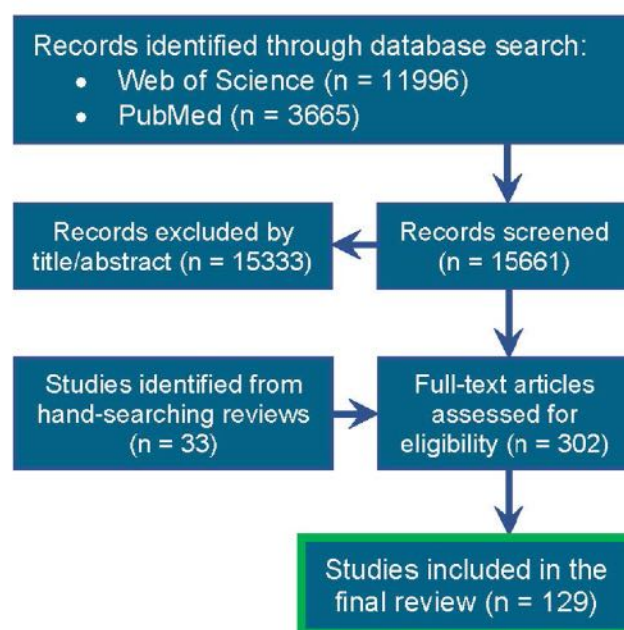 Records identified through database search:
• Web of Science (n = 11996)
• PubMed (n = 3665)
Records excluded by
title/abstract (n = 15333)
Records screened
(n = 15661)
Studies identified from
hand-searching reviews
(n = 33)
Full-text articles
assessed for
eligibility (n = 302)
Studies included in the
final review (n = 129)